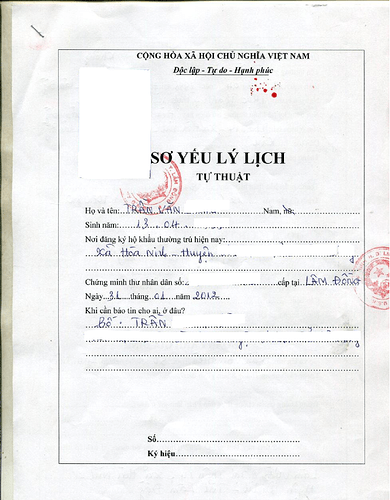 CỘNG HÒA XÃ HỘI CHỦ NGHĨA VIỆT NAM
Độc lập - Tự do - Hạnh phúc
SƠ YẾU LÝ LỊCH
TỰ THUẬT
Họ và tên: TRẦN VĂN Nam, nữ:
Sinh năm: 13 04
Nơi đăng ký hộ khẩu thường trú hiện nay:
Xã Hòa Ninh Huyện
Chứng minh thư nhân dân số: cấp tại LÂM ĐỒNG
Ngày 31 tháng 01 năm 2012
Khi cần báo tin cho ai, ở đâu?
Bố: TRẦN
Số
Ký hiệu